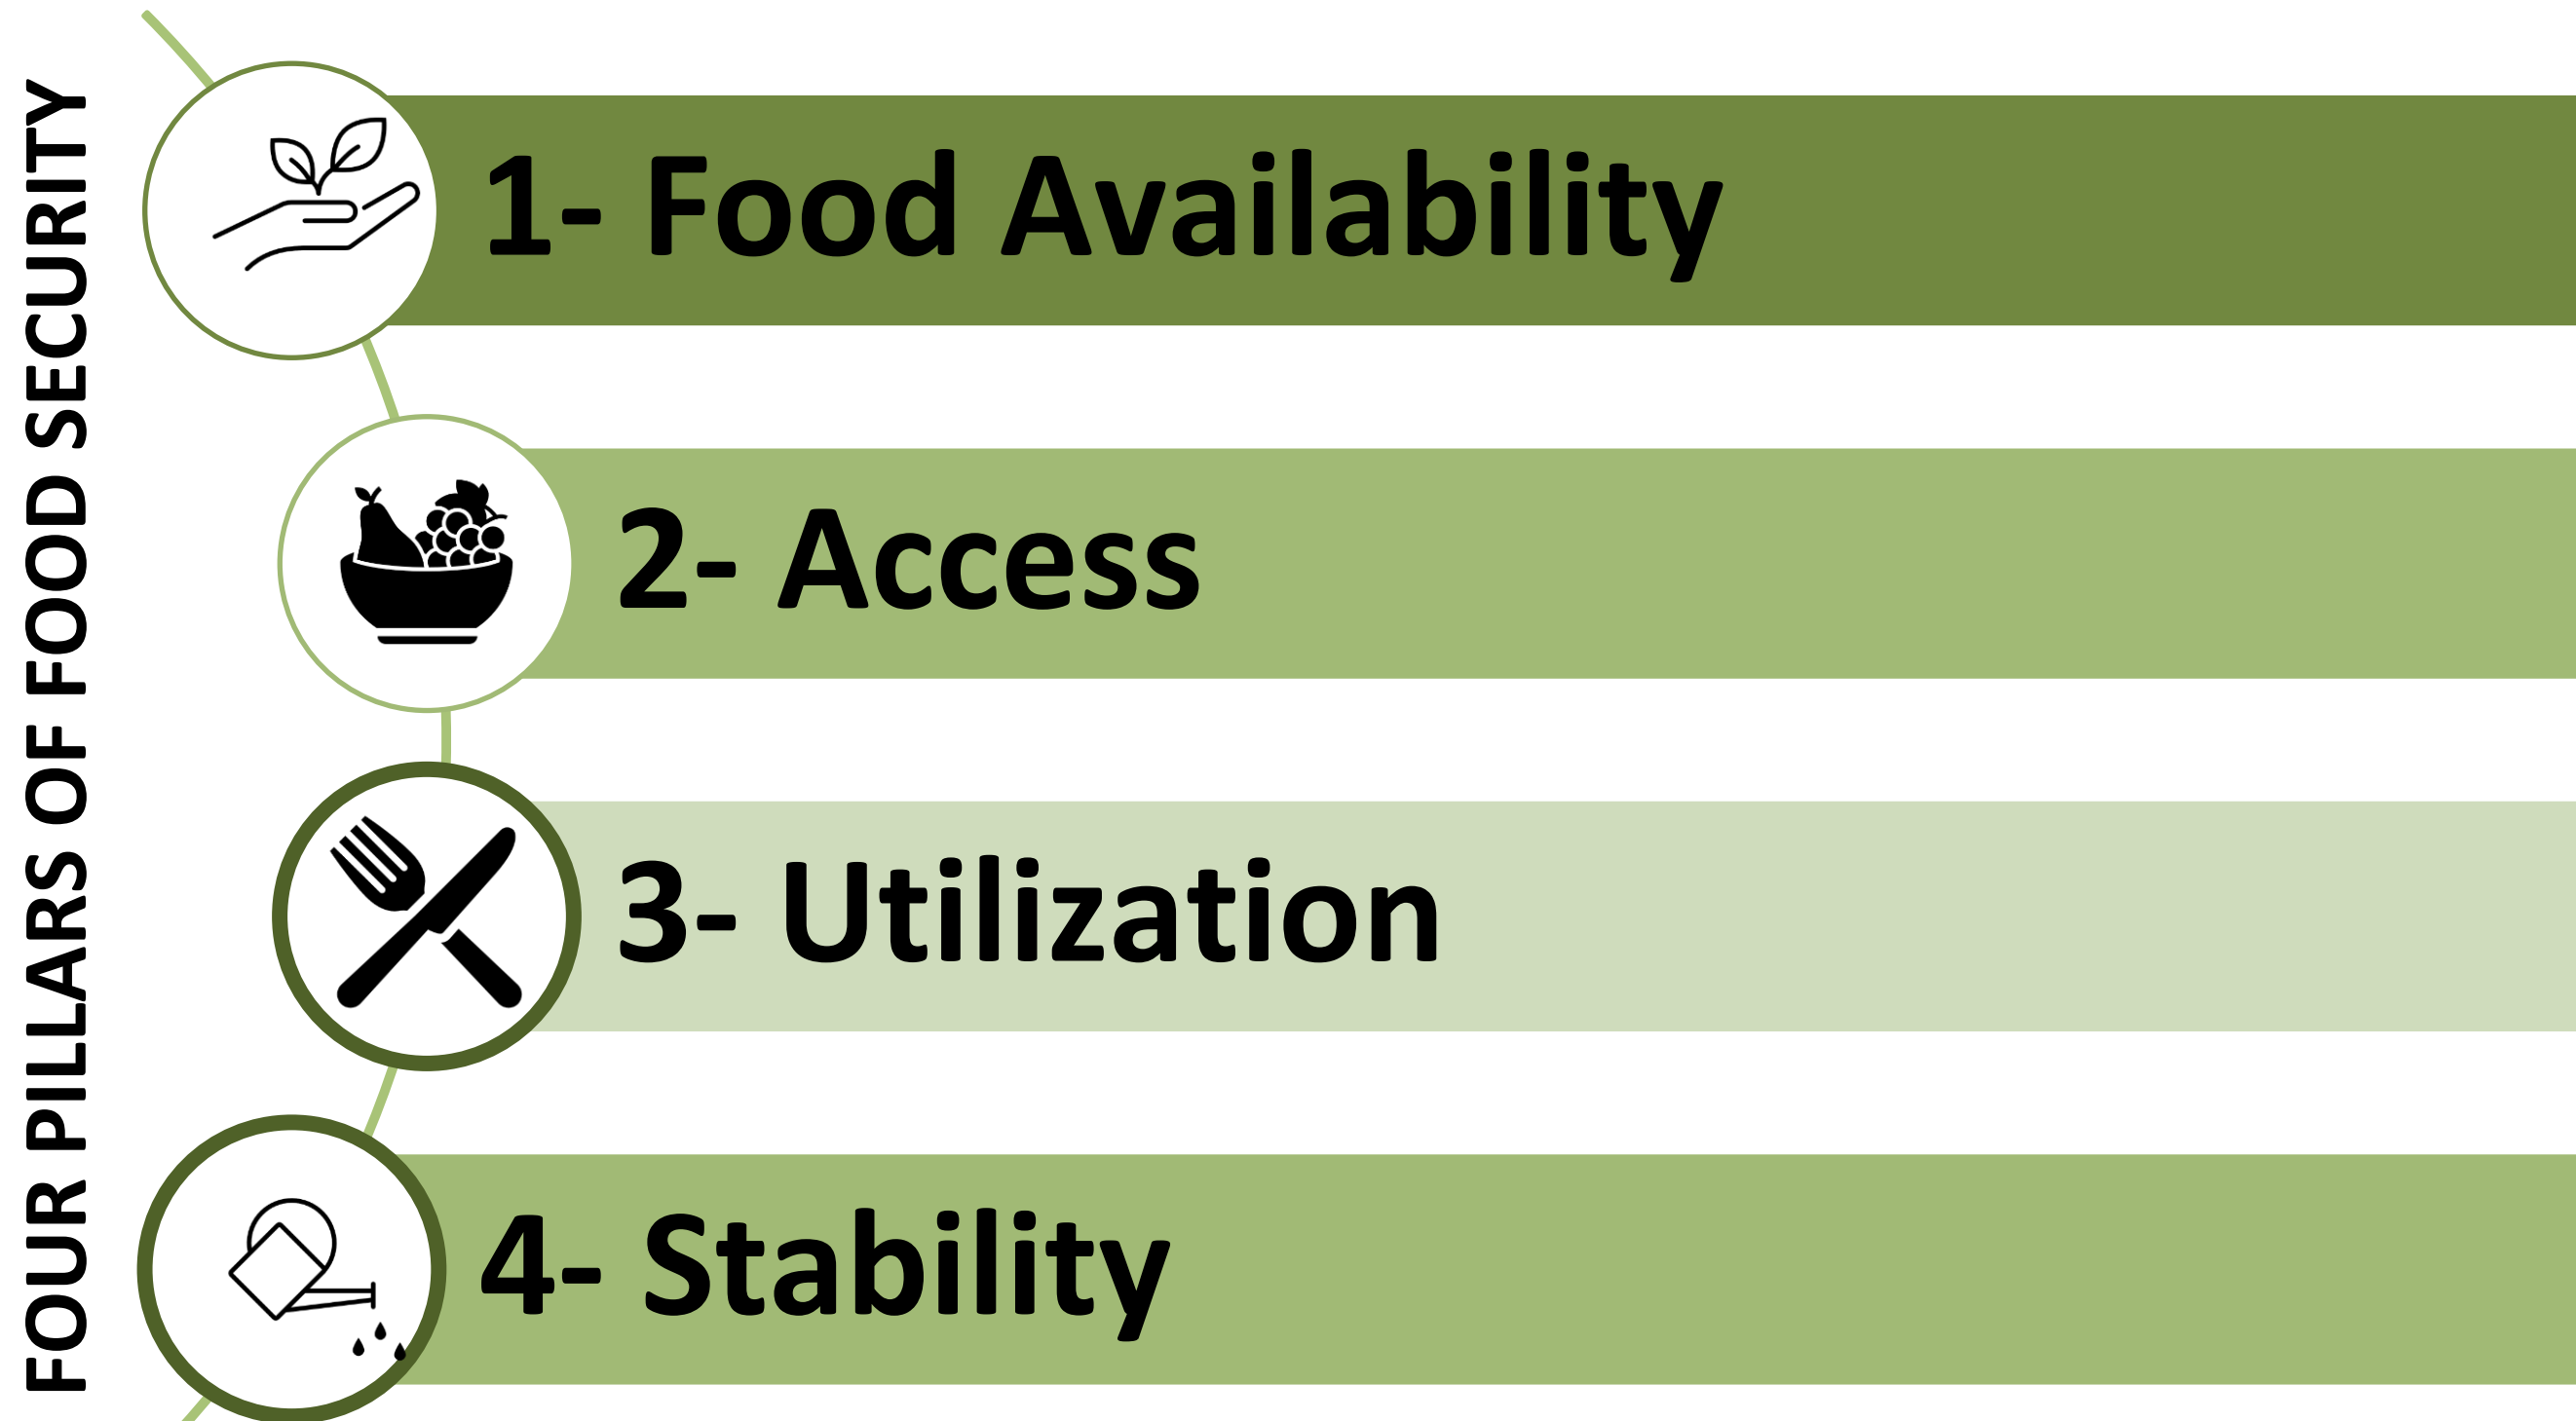 FOUR PILLARS OF FOOD SECURITY
1- Food Availability
2- Access
3- Utilization
4- Stability